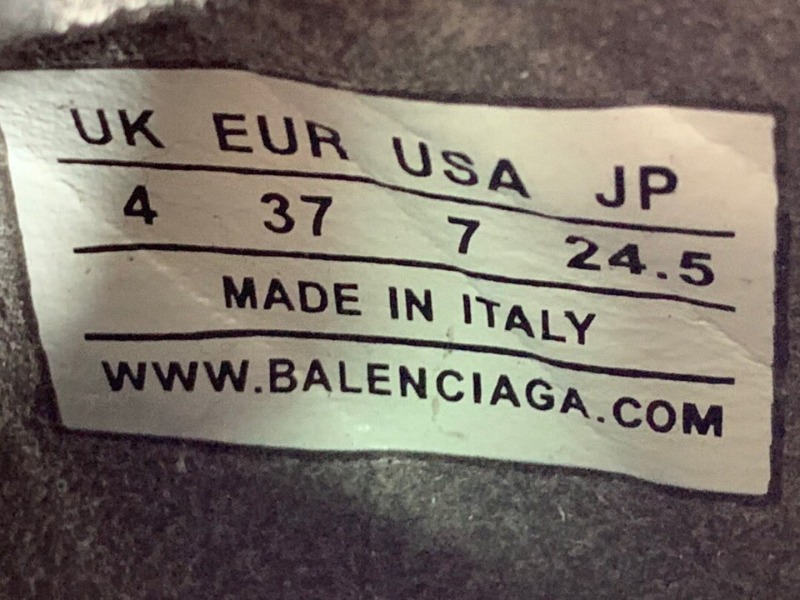 UK EUR USA JP
4 37 7 24.5
MADE IN ITALY
WWW.BALENCIAGA.COM